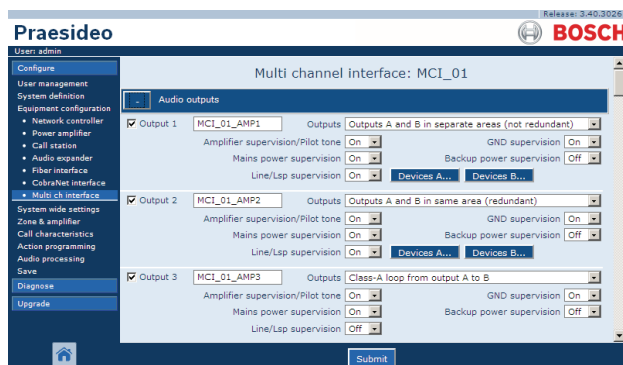 Release: 3.40.3026
Praesideo
BOSCH
User: admin
Configure
User management
System definition
Equipment configuration
• Network controller
• Power amplifier
• Call station
• Audio expander
• Fiber interface
• CobraNet interface
• Multi ch interface
System wide settings
Zone & amplifier
Call characteristics
Action programming
Audio processing
Save
Diagnose
Upgrade
Multi channel interface: MCI_01
- Audio outputs
Output 1 MCI_01_AMP1 Outputs Outputs A and B in separate areas (not redundant)
Amplifier supervision/Pilot tone On GND supervision On
Mains power supervision On Backup power supervision Off
Line/Lsp supervision On Devices A... Devices B...
Output 2 MCI_01_AMP2 Outputs Outputs A and B in same area (redundant)
Amplifier supervision/Pilot tone On GND supervision On
Mains power supervision On Backup power supervision Off
Line/Lsp supervision On Devices A... Devices B...
Output 3 MCI_01_AMP3 Outputs Class-A loop from output A to B
Amplifier supervision/Pilot tone On GND supervision On
Mains power supervision On Backup power supervision Off
Line/Lsp supervision Off
Submit